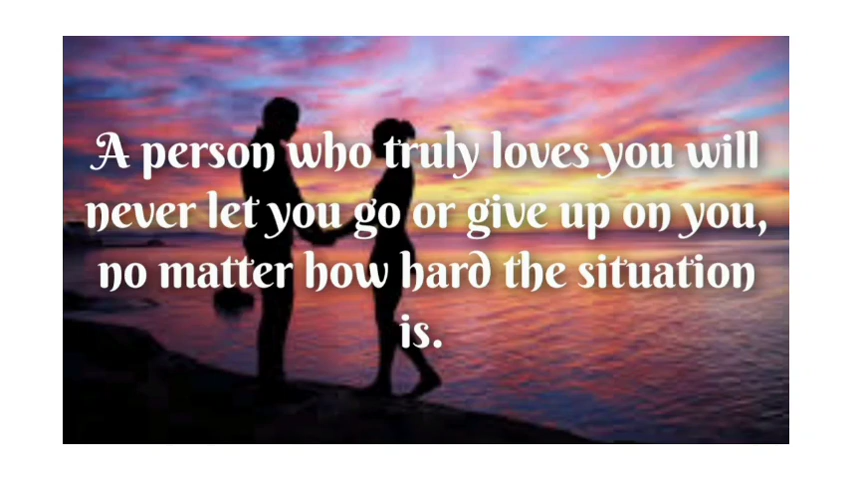 A person who truly loves you will
never let you go or give up on you,
no matter how hard the situation
is.